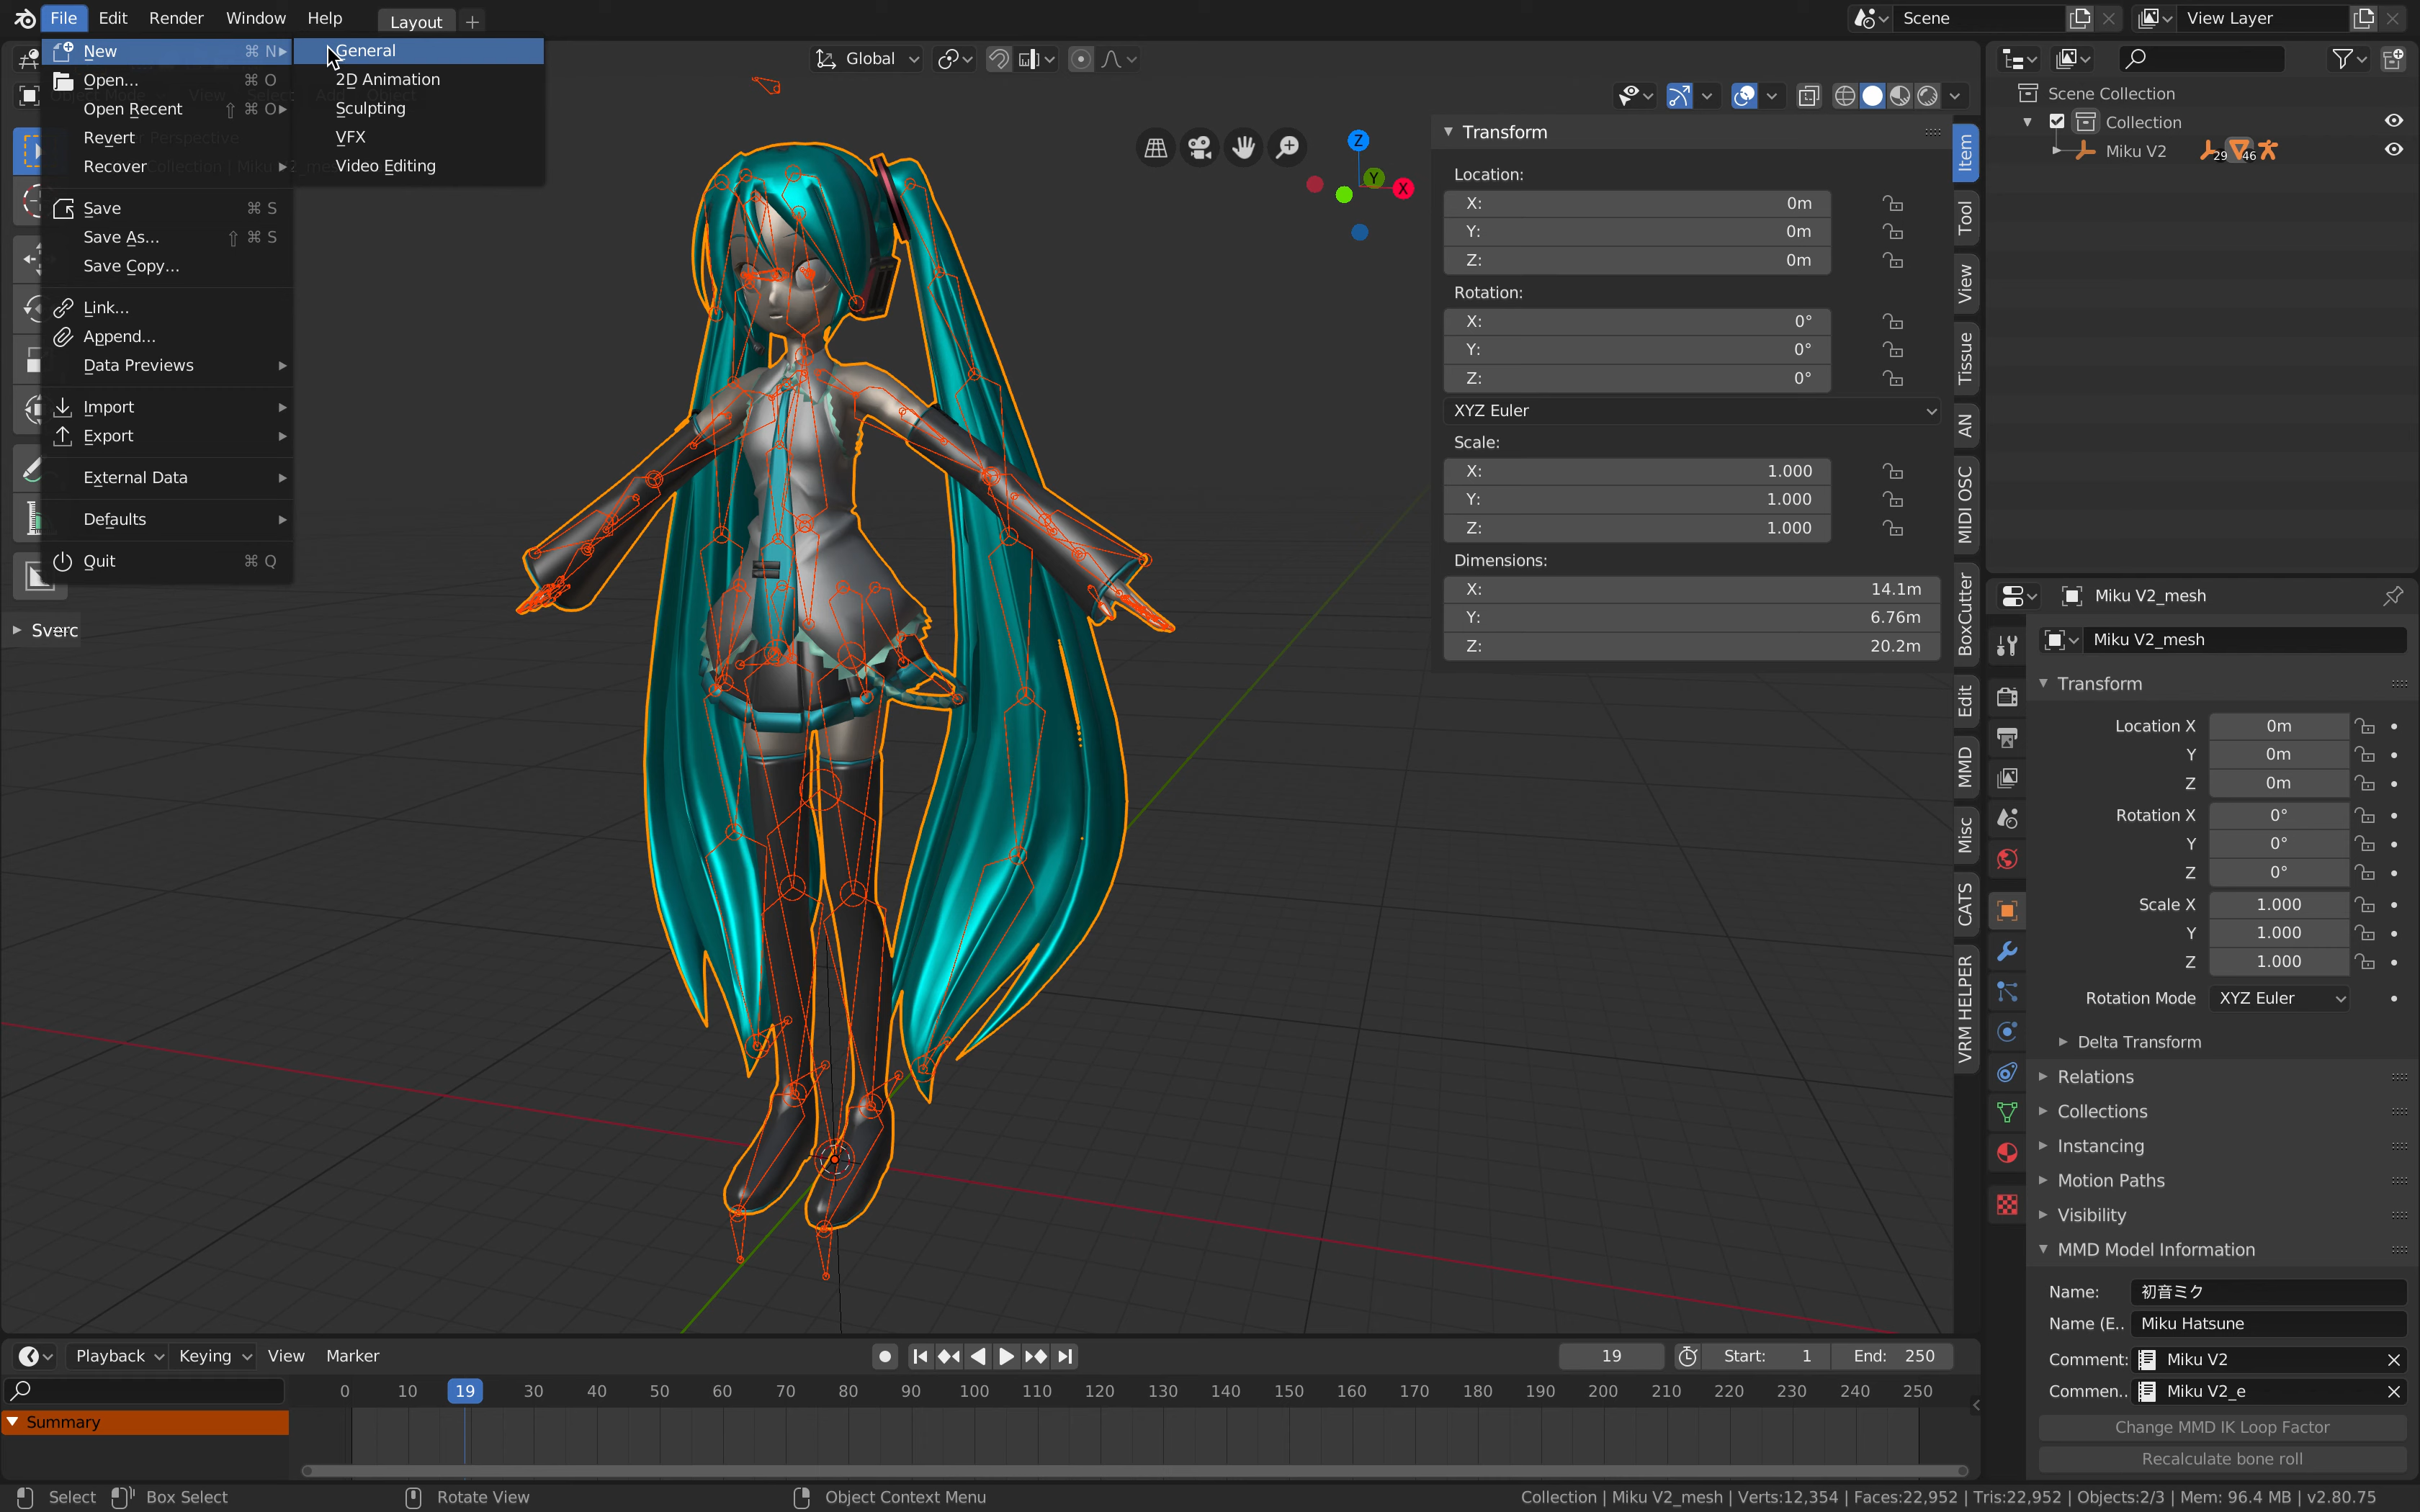 File Edit Render Window Help Layout + Scene View Layer
New ⌘ N
Open... ⌘ O
Open Recent ⇧ ⌘ O
Revert
Recover
Save ⌘ S
Save As... ⇧ ⌘ S
Save Copy...
Link...
Append...
Data Previews
Import
Export
External Data
Defaults
Quit ⌘ Q
General
2D Animation
Sculpting
VFX
Video Editing
Sverc
Global
Z
Y
X
Transform
Location:
X: 0m
Y: 0m
Z: 0m
Rotation:
X: 0°
Y: 0°
Z: 0°
XYZ Euler
Scale:
X: 1.000
Y: 1.000
Z: 1.000
Dimensions:
X: 14.1m
Y: 6.76m
Z: 20.2m
Item
Tool
View
Tissue
AN
MIDI OSC
BoxCutter
Edit
MMD
Misc
CATS
VRM HELPER
Scene Collection
Collection
Miku V2 29 46
Miku V2_mesh
Miku V2_mesh
Transform
Location X 0m
Y 0m
Z 0m
Rotation X 0°
Y 0°
Z 0°
Scale X 1.000
Y 1.000
Z 1.000
Rotation Mode XYZ Euler
Delta Transform
Relations
Collections
Instancing
Motion Paths
Visibility
MMD Model Information
Name: 初音ミク
Name (E.. Miku Hatsune
Comment: Miku V2
Commen.. Miku V2_e
Change MMD IK Loop Factor
Recalculate bone roll
Playback Keying View Marker 19 Start: 1 End: 250
0 10 19 30 40 50 60 70 80 90 100 110 120 130 140 150 160 170 180 190 200 210 220 230 240 250
Summary
Select Box Select Rotate View Object Context Menu Collection | Miku V2_mesh | Verts:12,354 | Faces:22,952 | Tris:22,952 | Objects:2/3 | Mem: 96.4 MB | v2.80.75